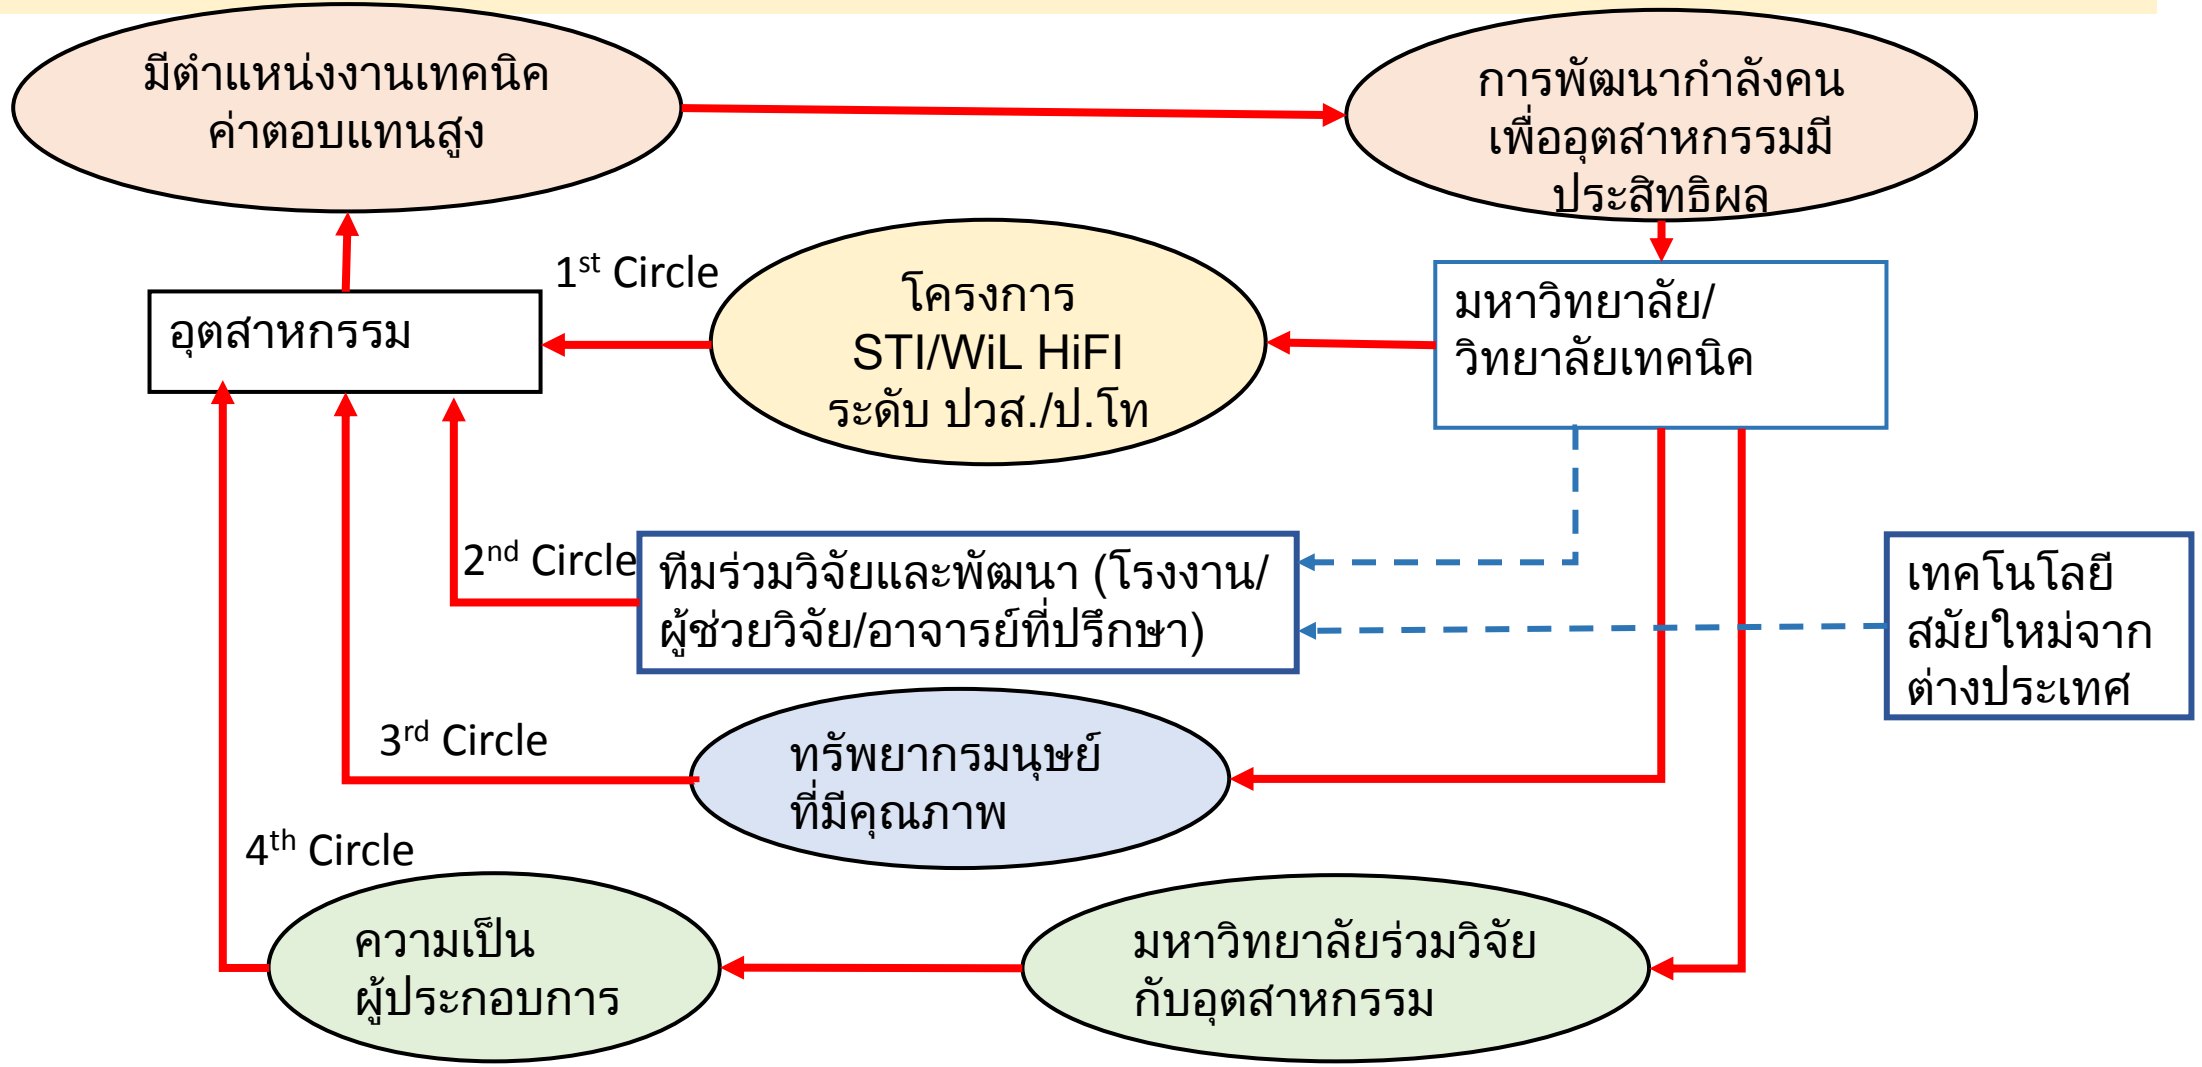 มีตำแหน่งงานเทคนิค
ค่าตอบแทนสูง
การพัฒนากำลังคน
เพื่ออุตสาหกรรมมี
ประสิทธิผล
1st Circle
โครงการ
STI/WiL HiFI
ระดับ ปวส./ป.โท
อุตสาหกรรม
มหาวิทยาลัย/
วิทยาลัยเทคนิค
2nd Circle
ทีมร่วมวิจัยและพัฒนา (โรงงาน/
ผู้ช่วยวิจัย/อาจารย์ที่ปรึกษา)
เทคโนโลยี
สมัยใหม่จาก
ต่างประเทศ
3rd Circle
ทรัพยากรมนุษย์
ที่มีคุณภาพ
4th Circle
ความเป็น
ผู้ประกอบการ
มหาวิทยาลัยร่วมวิจัย
กับอุตสาหกรรม